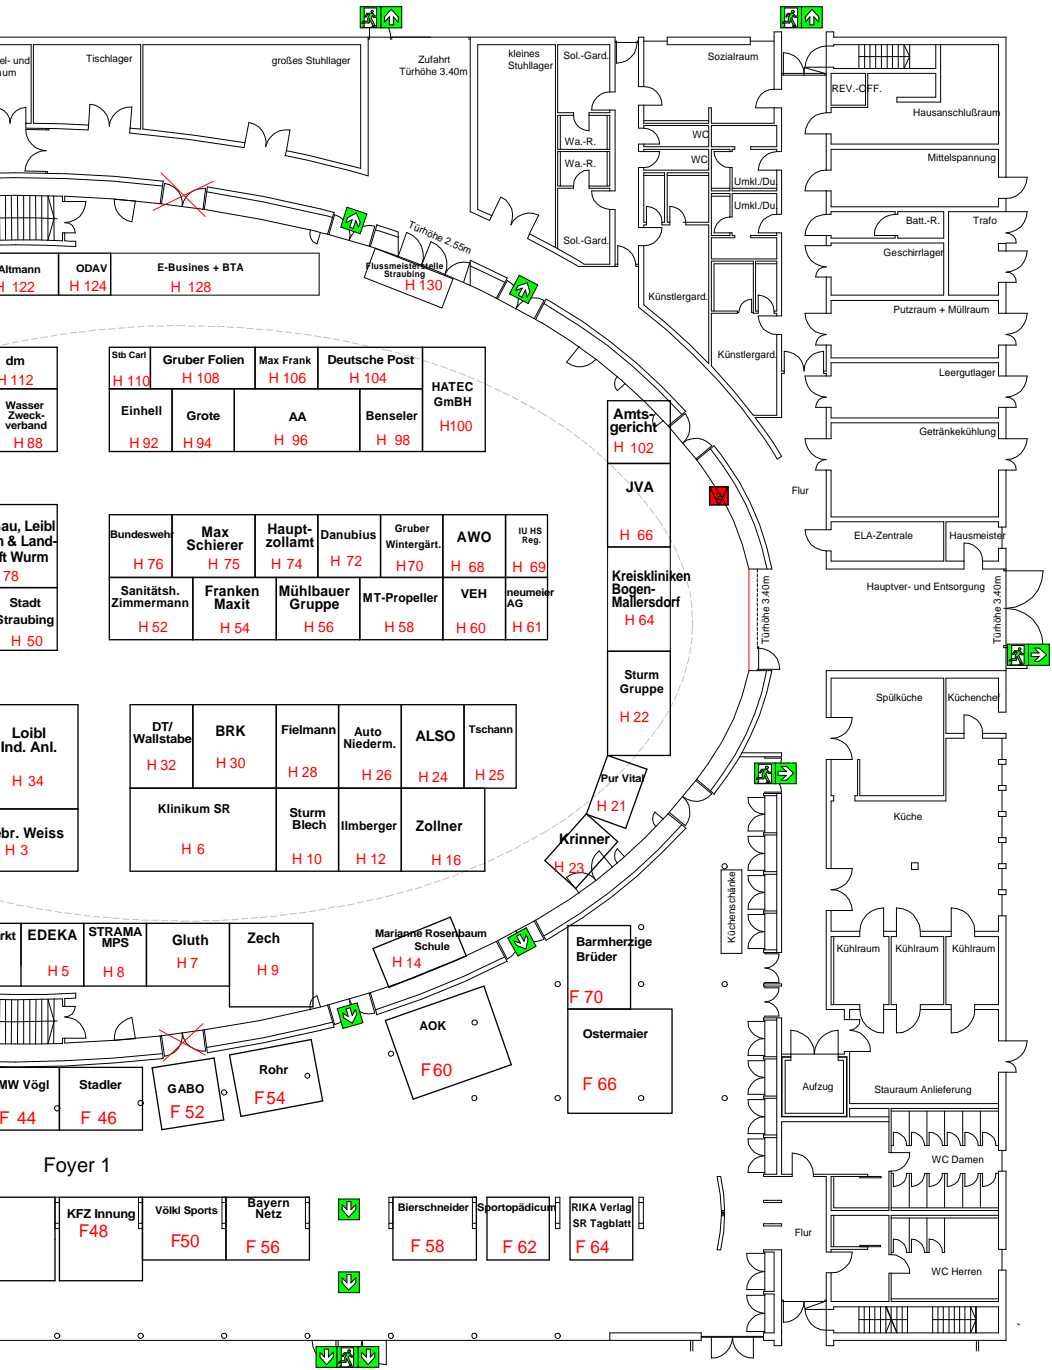 Tischlager
großes Stuhllager
Zufahrt
Türhöhe 3.40m
kleines
Stuhllager
Sol.-Gard.
Sozialraum
REV.-OFF.
Hausanschlußraum
Wa.-R.
Wa.-R.
WC
WC
Mittelspannung
Umkl./Du.
Umkl./Du.
Batt.-R.
Trafo
Sol.-Gard.
Geschirrlager
Türhöhe 2.55m
Altmann
H 122
ODAV
H 124
E-Busines + BTA
H 128
Flussmeisterstelle
Straubing
H 130
Künstlergard.
Putzraum + Müllraum
Künstlergard.
Leergutlager
dm
H 112
Stb Carl
H 110
Gruber Folien
H 108
Max Frank
H 106
Deutsche Post
H 104
HATEC
GmBH
H100
Wasser
Zweck-
verband
H 88
Einhell
H 92
Grote
H 94
AA
H 96
Benseler
H 98
Amts-
gericht
H 102
Getränkekühlung
JVA
H 66
Flur
ELA-Zentrale
Hausmeister
au, Leibl
n & Land-
ft Wurm
78
Bundeswehr
H 76
Max
Schierer
H 75
Haupt-
zollamt
H 74
Danubius
H 72
Gruber
Wintergärt.
H70
AWO
H 68
IU HS
Reg.
H 69
Stadt
Straubing
H 50
Sanitätsh.
Zimmermann
H 52
Franken
Maxit
H 54
Mühlbauer
Gruppe
H 56
MT-Propeller
H 58
VEH
H 60
neumeier
AG
H 61
Kreiskliniken
Bogen-
Mallersdorf
H 64
Türhöhe 3.40m
Hauptver- und Entsorgung
Türhöhe 3.40m
Sturm
Gruppe
H 22
Spülküche
Küchenchef
Loibl
Ind. Anl.
H 34
DT/
Wallstabe
H 32
BRK
H 30
Fielmann
H 28
Auto
Niederm.
H 26
ALSO
H 24
Tschann
H 25
Pur Vital
H 21
Krinner
H 23
ebr. Weiss
H 3
Klinikum SR
H 6
Sturm
Blech
H 10
Ilmberger
H 12
Zollner
H 16
Küche
Küchenschänke
rkt
EDEKA
H 5
STRAMA
MPS
H 8
Gluth
H 7
Zech
H 9
Marianne Rosenbaum
Schule
H 14
Barmherzige
Brüder
F 70
Kühlraum
Kühlraum
Kühlraum
AOK
F60
Ostermaier
F 66
MW Vögl
F 44
Stadler
F 46
GABO
F 52
Rohr
F54
Aufzug
Stauraum Anlieferung
Foyer 1
WC Damen
KFZ Innung
F48
Völkl Sports
F50
Bayern
Netz
F 56
Bierschneider
F 58
Sportopädicum
F 62
RIKA Verlag
SR Tagblatt
F 64
Flur
WC Herren